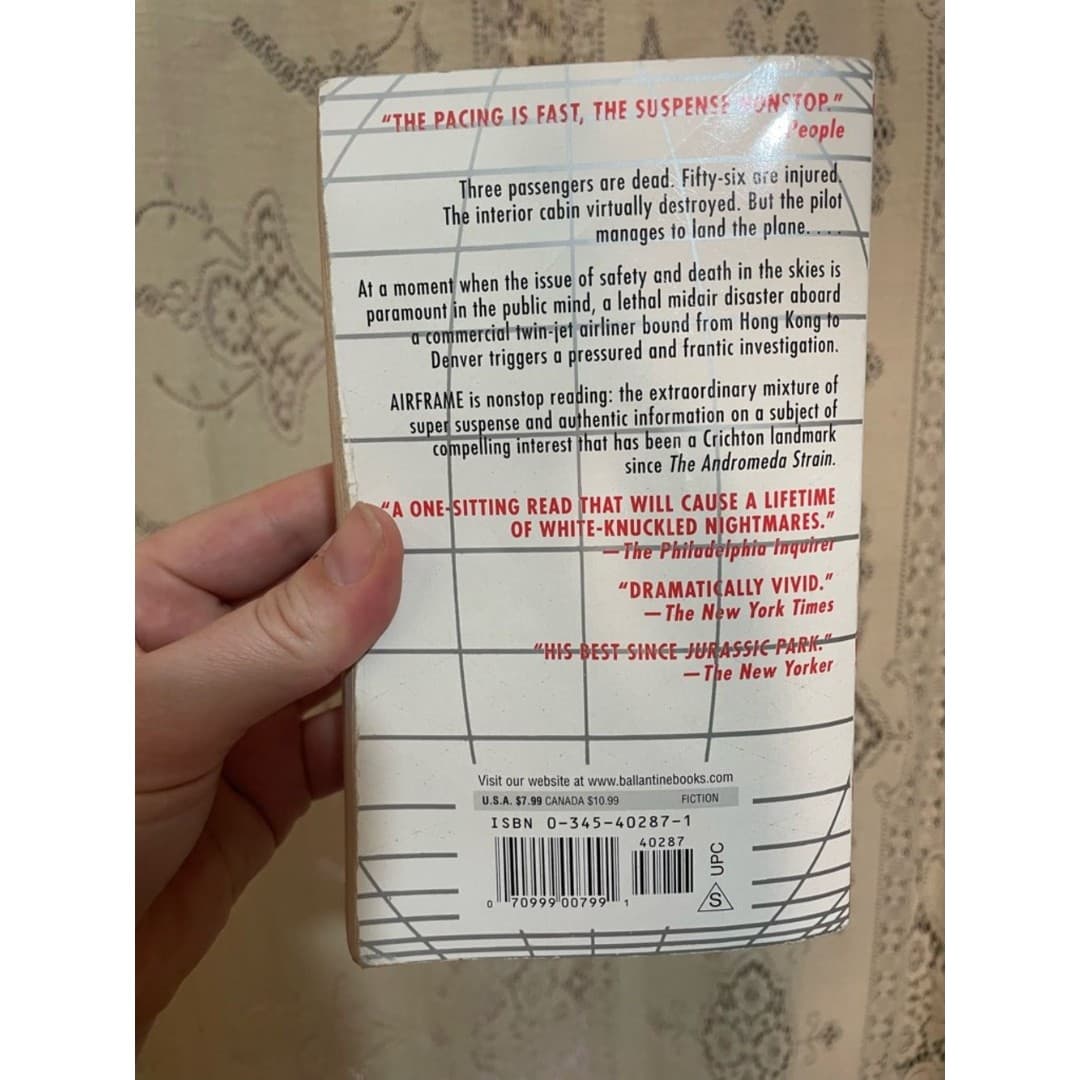 "THE PACING IS FAST, THE SUSPENSE NONSTOP."
People
Three passengers are dead. Fifty-six are injured.
The interior cabin virtually destroyed. But the pilot
manages to land the plane. . . .
At a moment when the issue of safety and death in the skies is
paramount in the public mind, a lethal midair disaster aboard
a commercial twin-jet airliner bound from Hong Kong to
Denver triggers a pressured and frantic investigation.
AIRFRAME is nonstop reading: the extraordinary mixture of
super suspense and authentic information on a subject of
compelling interest that has been a Crichton landmark
since The Andromeda Strain.
"A ONE-SITTING READ THAT WILL CAUSE A LIFETIME
OF WHITE-KNUCKLED NIGHTMARES."
—The Philadelphia Inquirer
"DRAMATICALLY VIVID."
—The New York Times
"HIS BEST SINCE JURASSIC PARK."
—The New Yorker
Visit our website at www.ballantinebooks.com
U.S.A. $7.99 CANADA $10.99 FICTION
ISBN 0-345-40287-1
40287
0 70999 00799 1
S UPC